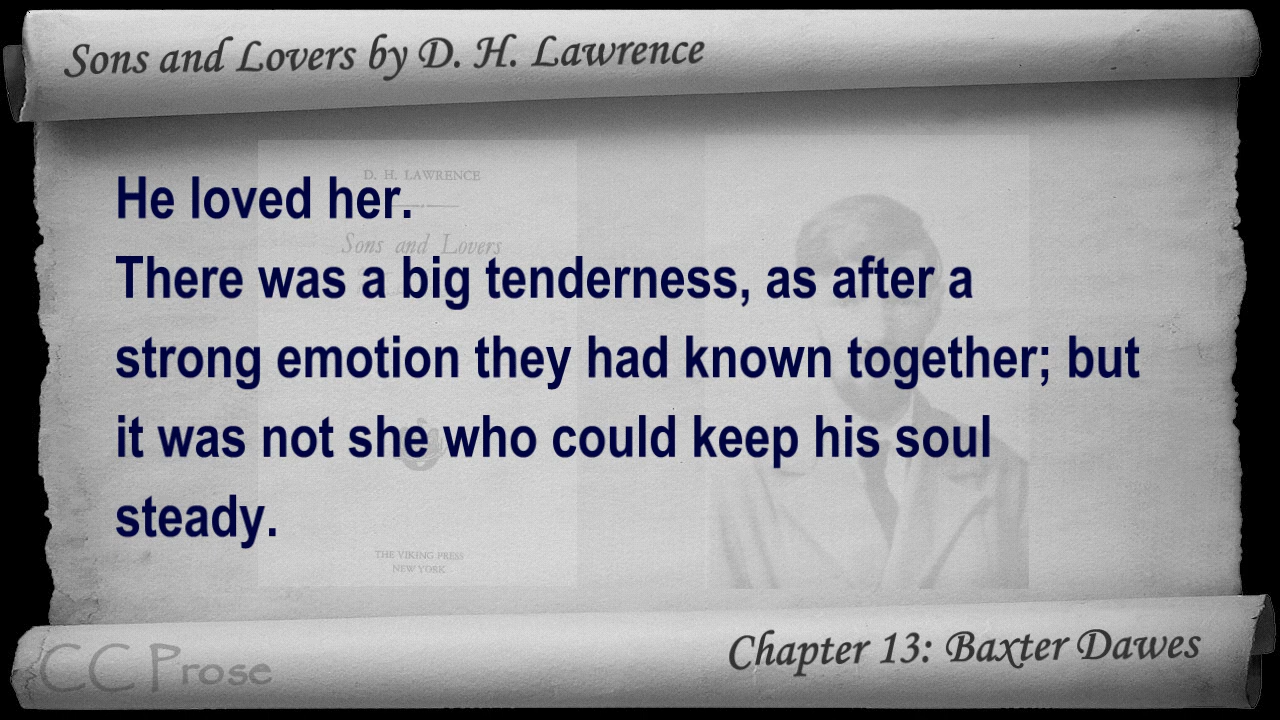 Sons and Lovers by D. H. Lawrence
D. H. LAWRENCE
He loved her.
Sons and Lovers
There was a big tenderness, as after a
strong emotion they had known together; but
it was not she who could keep his soul
steady.
THE VIKING PRESS
NEW YORK
Chapter 13: Baxter Dawes
CC Prose